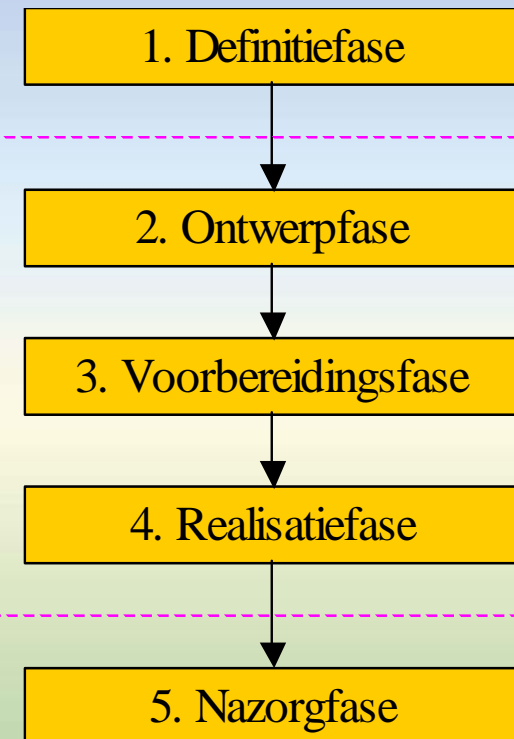 1. Definitiefase
2. Ontwerpfase
3. Voorbereidingsfase
4. Realisatiefase
5. Nazorgfase